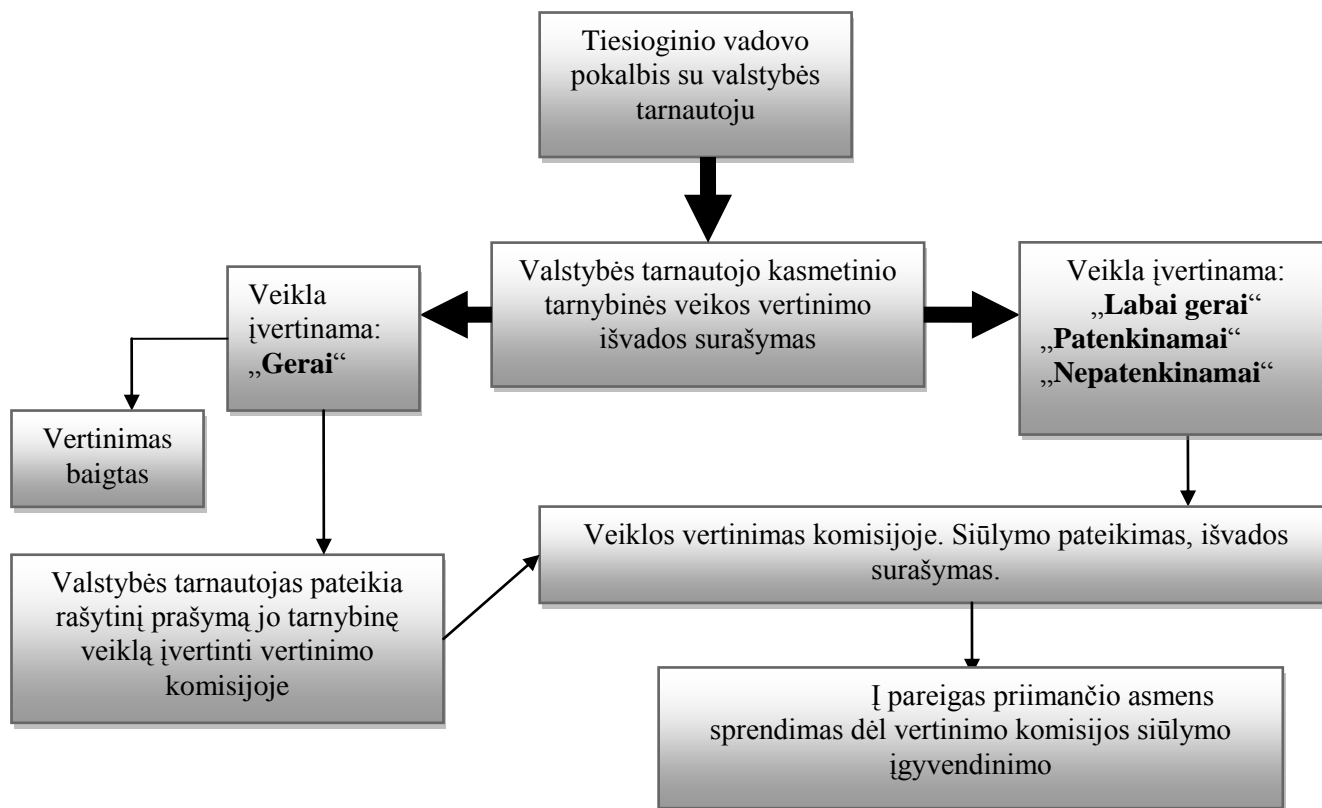 Tiesioginio vadovo
pokalbis su valstybės
tarnautoju
Valstybės tarnautojo kasmetinio
tarnybinės veikos vertinimo
išvados surašymas
Veikla
įvertinama:
„Gerai“
Veikla įvertinama:
„Labai gerai“
„Patenkinamai“
„Nepatenkinamai“
Vertinimas
baigtas
Veiklos vertinimas komisijoje. Siūlymo pateikimas, išvados
surašymas.
Valstybės tarnautojas pateikia
rašytinį prašymą jo tarnybinę
veiklą įvertinti vertinimo
komisijoje
Į pareigas priimančio asmens
sprendimas dėl vertinimo komisijos siūlymo
įgyvendinimo